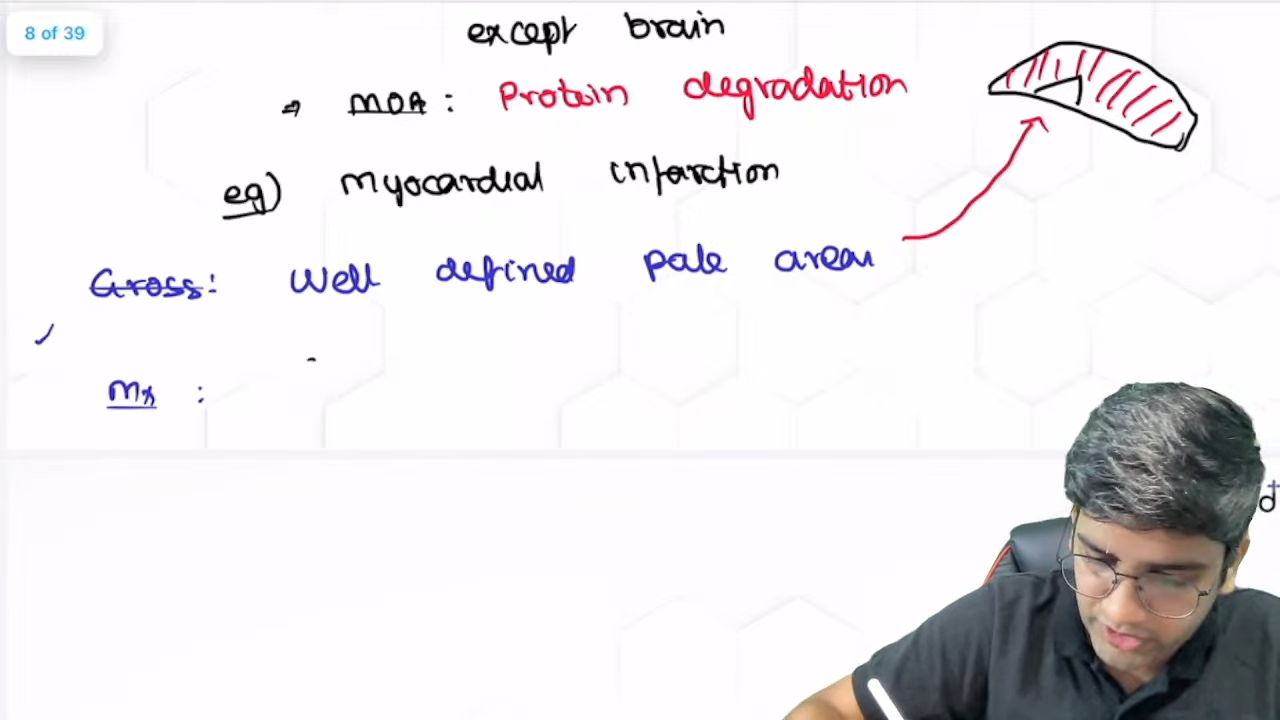 8 of 39
except brain
⇒ MOA : Protein degradation
eg) Myocardial infarction
Gross: Well defined pale area
✓
Mx :
d